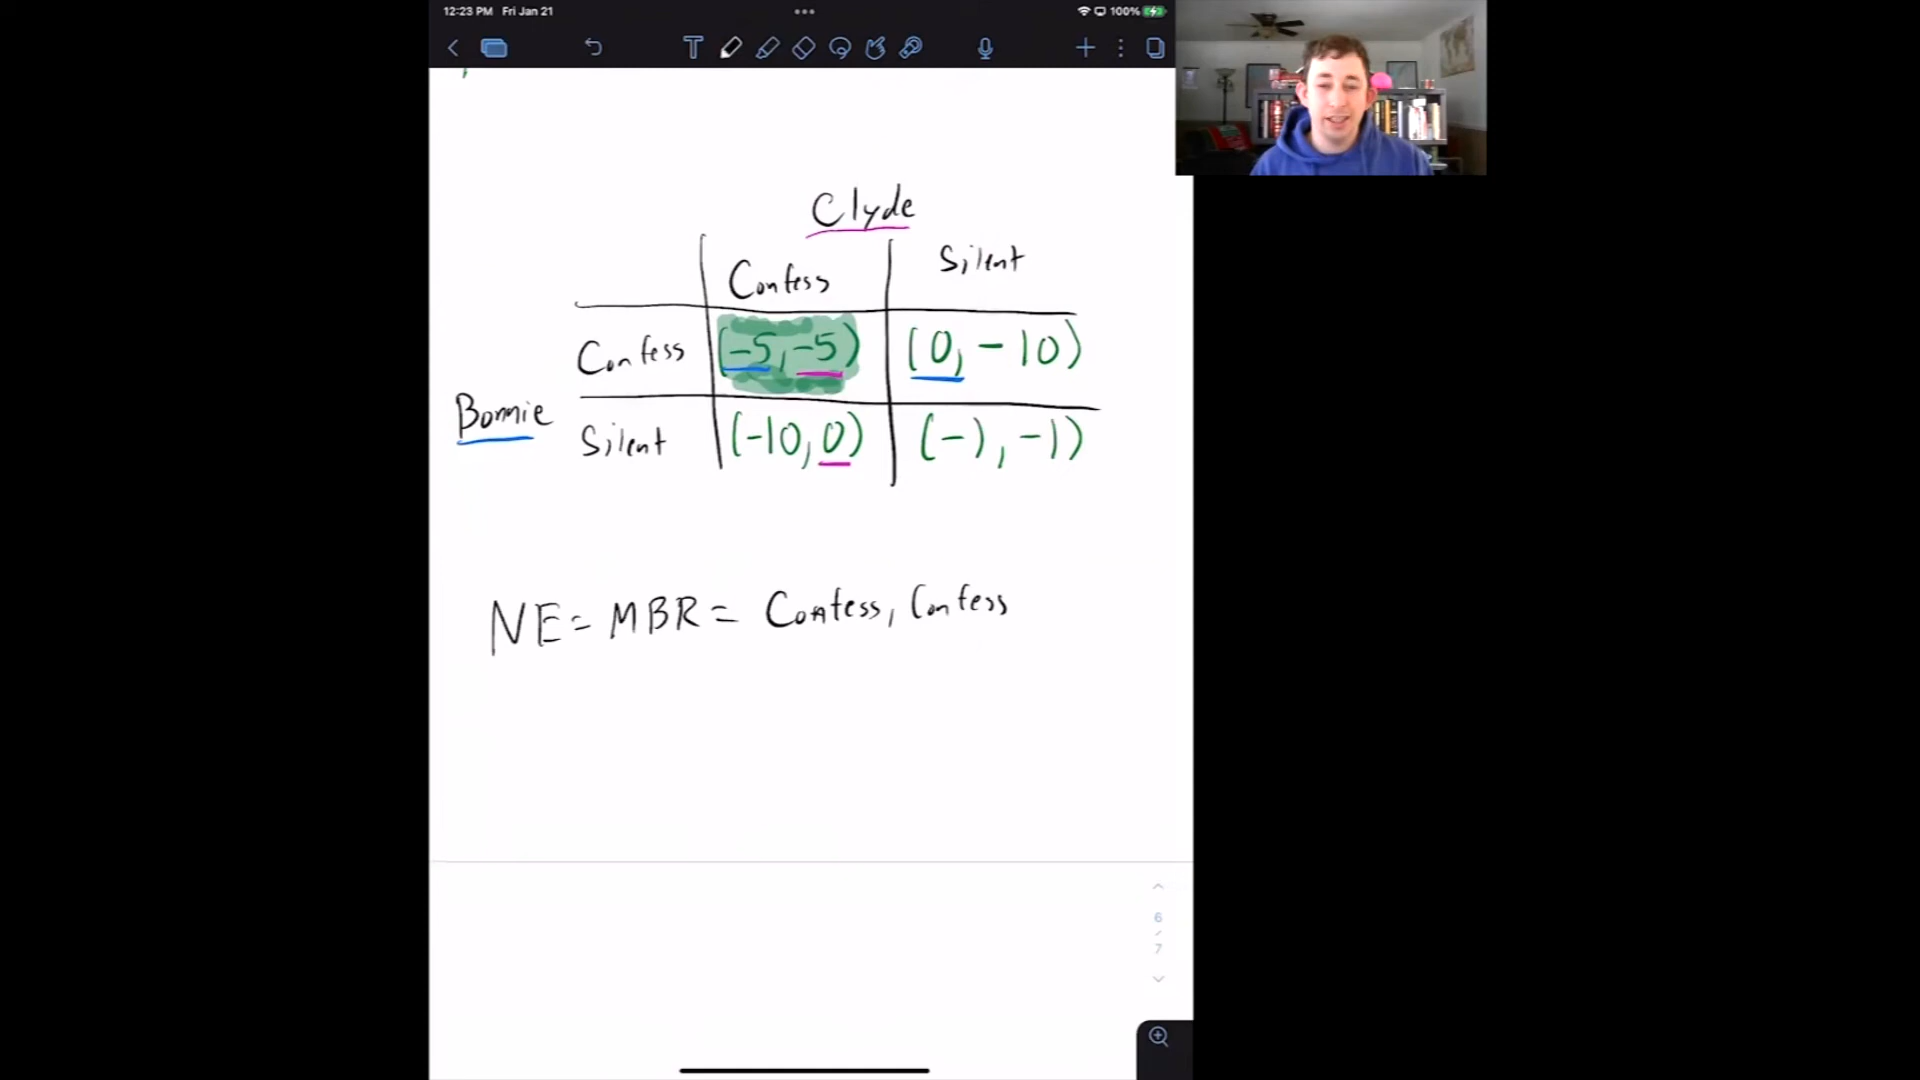 12:23 PM Fri Jan 21
100%
T
Clyde
Confess Silent
Confess (-5, -5) (0, -10)
Bonnie
Silent (-10, 0) (-1, -1)
NE = MBR = Confess, Confess
6
/
7